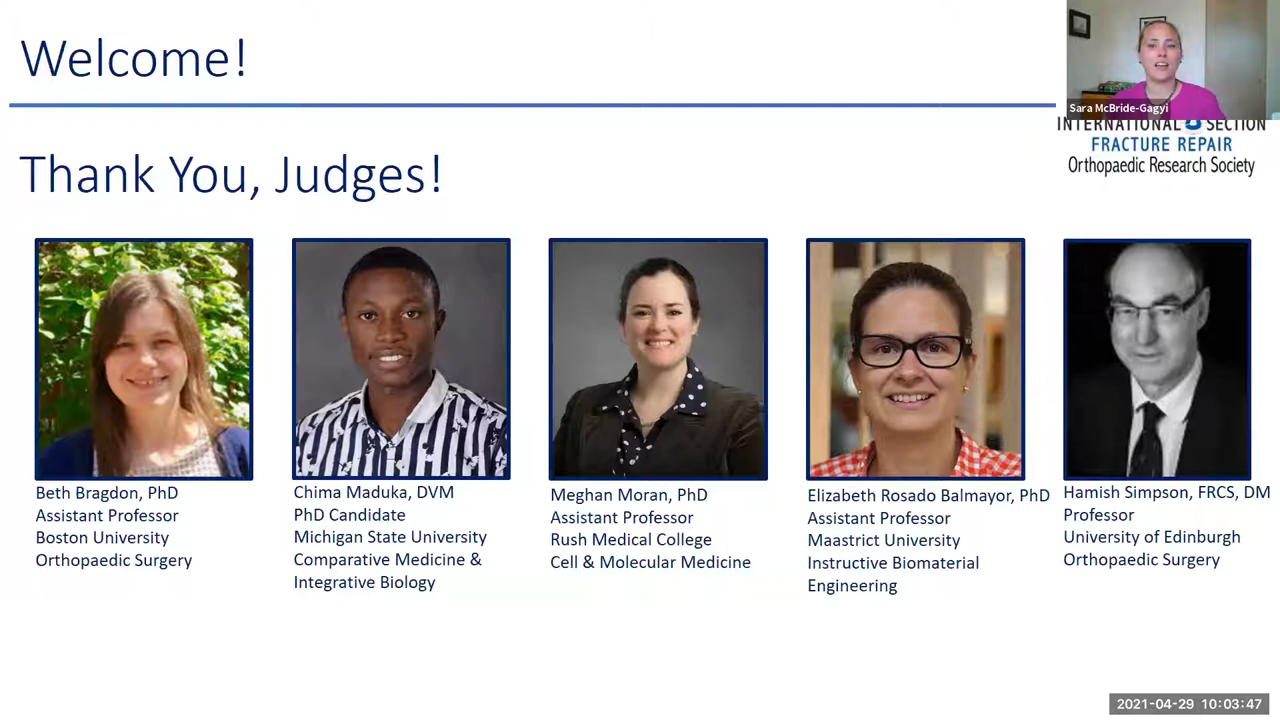 Welcome!
Sara McBride-Gagyi
INTERNATIONAL SECTION
FRACTURE REPAIR
Orthopaedic Research Society
Thank You, Judges!
Beth Bragdon, PhD
Assistant Professor
Boston University
Orthopaedic Surgery
Chima Maduka, DVM
PhD Candidate
Michigan State University
Comparative Medicine &
Integrative Biology
Meghan Moran, PhD
Assistant Professor
Rush Medical College
Cell & Molecular Medicine
Elizabeth Rosado Balmayor, PhD
Assistant Professor
Maastrict University
Instructive Biomaterial
Engineering
Hamish Simpson, FRCS, DM
Professor
University of Edinburgh
Orthopaedic Surgery
2021-04-29 10:03:47